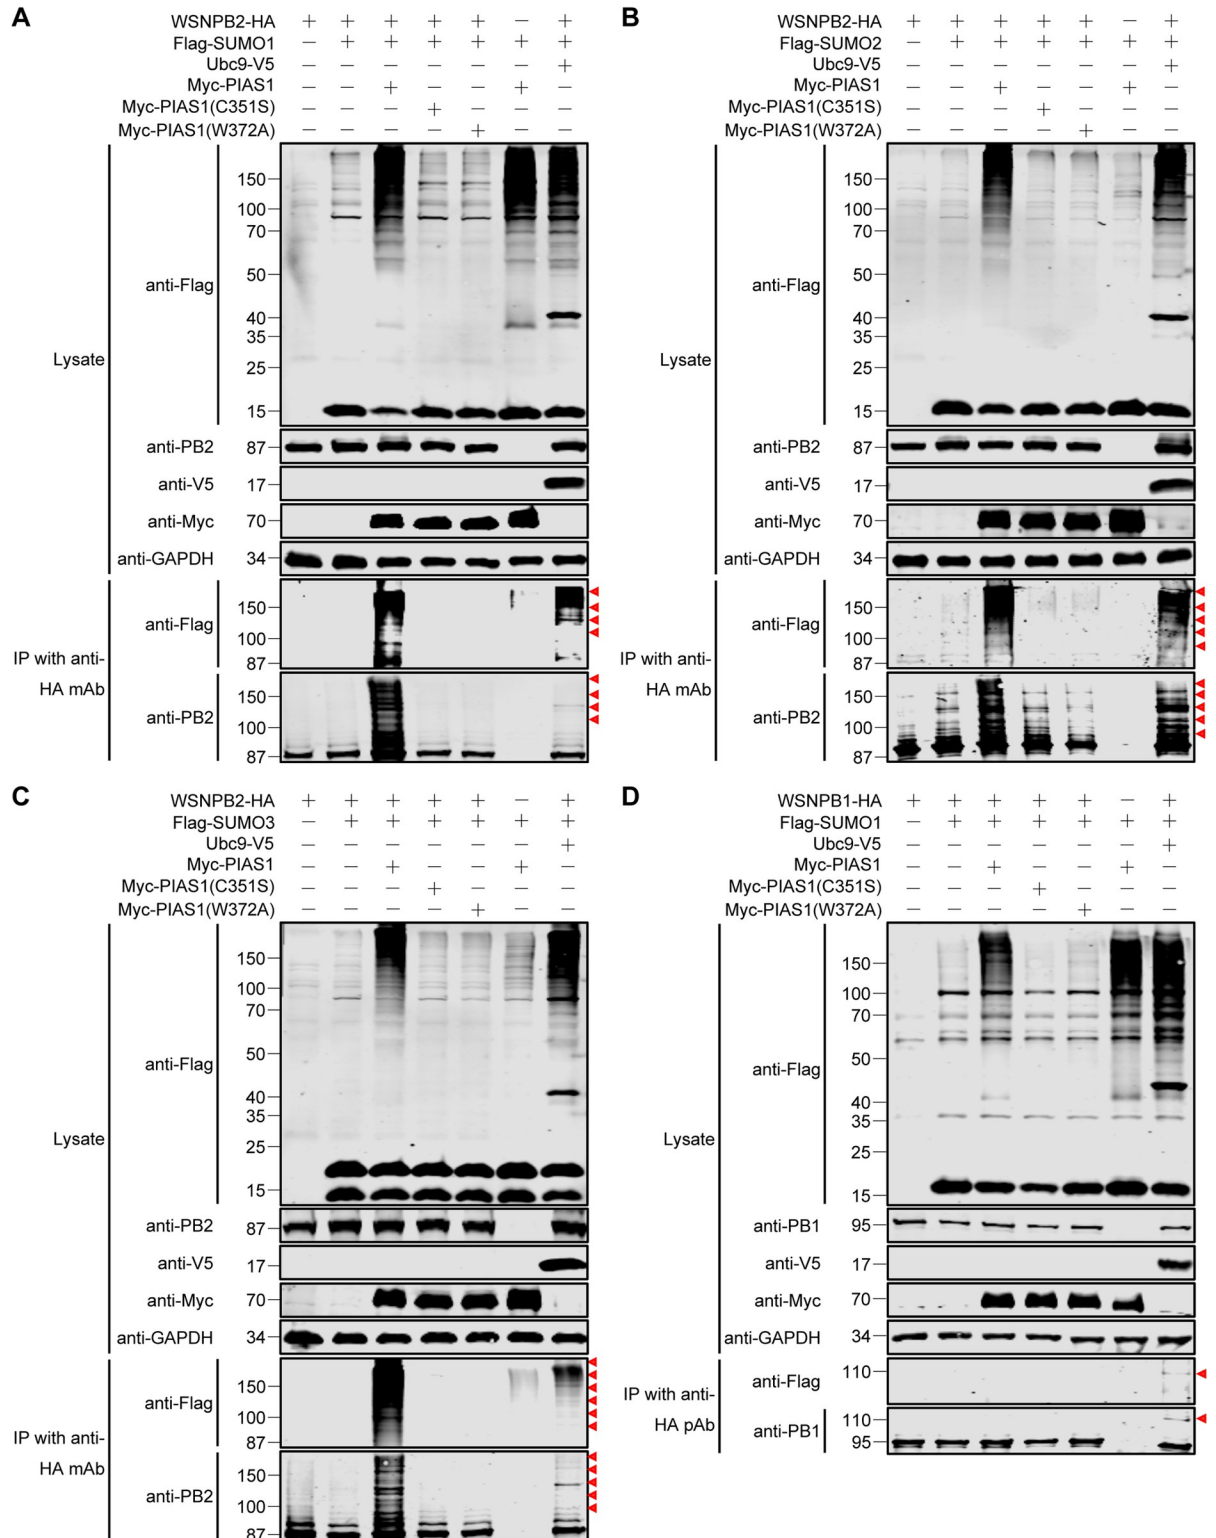 A
WSNPB2-HA + + + + + − +
Flag-SUMO1 − + + + + + +
Ubc9-V5 − − − − − − +
Myc-PIAS1 − − + − − + −
Myc-PIAS1(C351S) − − − + − − −
Myc-PIAS1(W372A) − − − − + − −
Lysate
anti-Flag
150
100
70
50
40
35
25
15
anti-PB2 87
anti-V5 17
anti-Myc 70
anti-GAPDH 34
IP with anti-
HA mAb
anti-Flag
150
100
87
anti-PB2
150
100
87
B
WSNPB2-HA + + + + + − +
Flag-SUMO2 − + + + + + +
Ubc9-V5 − − − − − − +
Myc-PIAS1 − − + − − + −
Myc-PIAS1(C351S) − − − + − − −
Myc-PIAS1(W372A) − − − − + − −
Lysate
anti-Flag
150
100
70
50
40
35
25
15
anti-PB2 87
anti-V5 17
anti-Myc 70
anti-GAPDH 34
IP with anti-
HA mAb
anti-Flag
150
100
87
anti-PB2
150
100
87
C
WSNPB2-HA + + + + + − +
Flag-SUMO3 − + + + + + +
Ubc9-V5 − − − − − − +
Myc-PIAS1 − − + − − + −
Myc-PIAS1(C351S) − − − + − − −
Myc-PIAS1(W372A) − − − − + − −
Lysate
anti-Flag
150
100
70
50
40
35
25
15
anti-PB2 87
anti-V5 17
anti-Myc 70
anti-GAPDH 34
IP with anti-
HA mAb
anti-Flag
150
100
87
anti-PB2
150
100
87
D
WSNPB1-HA + + + + + − +
Flag-SUMO1 − + + + + + +
Ubc9-V5 − − − − − − +
Myc-PIAS1 − − + − − + −
Myc-PIAS1(C351S) − − − + − − −
Myc-PIAS1(W372A) − − − − + − −
Lysate
anti-Flag
150
100
70
50
40
35
25
15
anti-PB1 95
anti-V5 17
anti-Myc 70
anti-GAPDH 34
IP with anti-
HA pAb
anti-Flag
110
anti-PB1
110
95